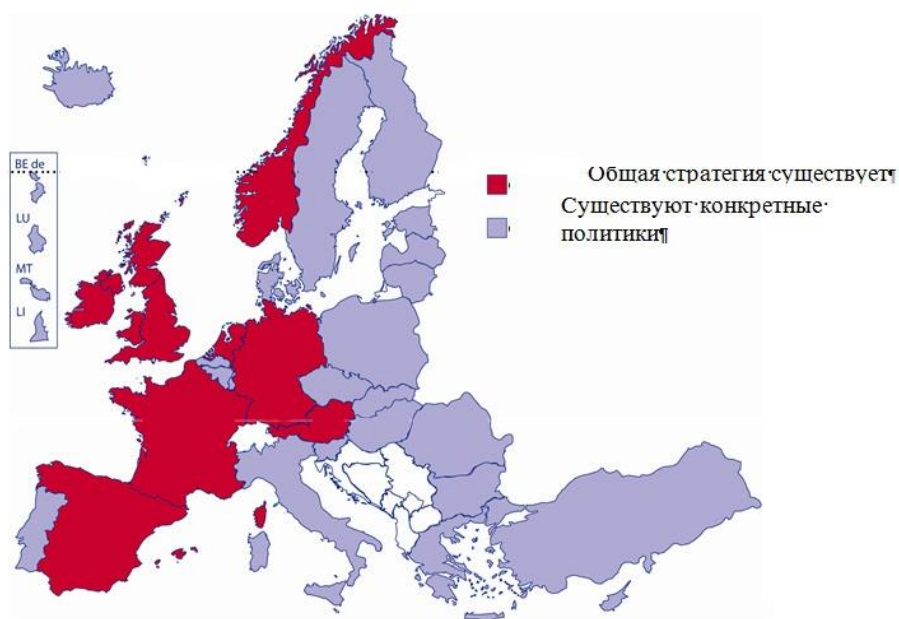 BE de
LU
MT
LI
Общая·стратегия·существует¶
Существуют·конкретные·
политики¶